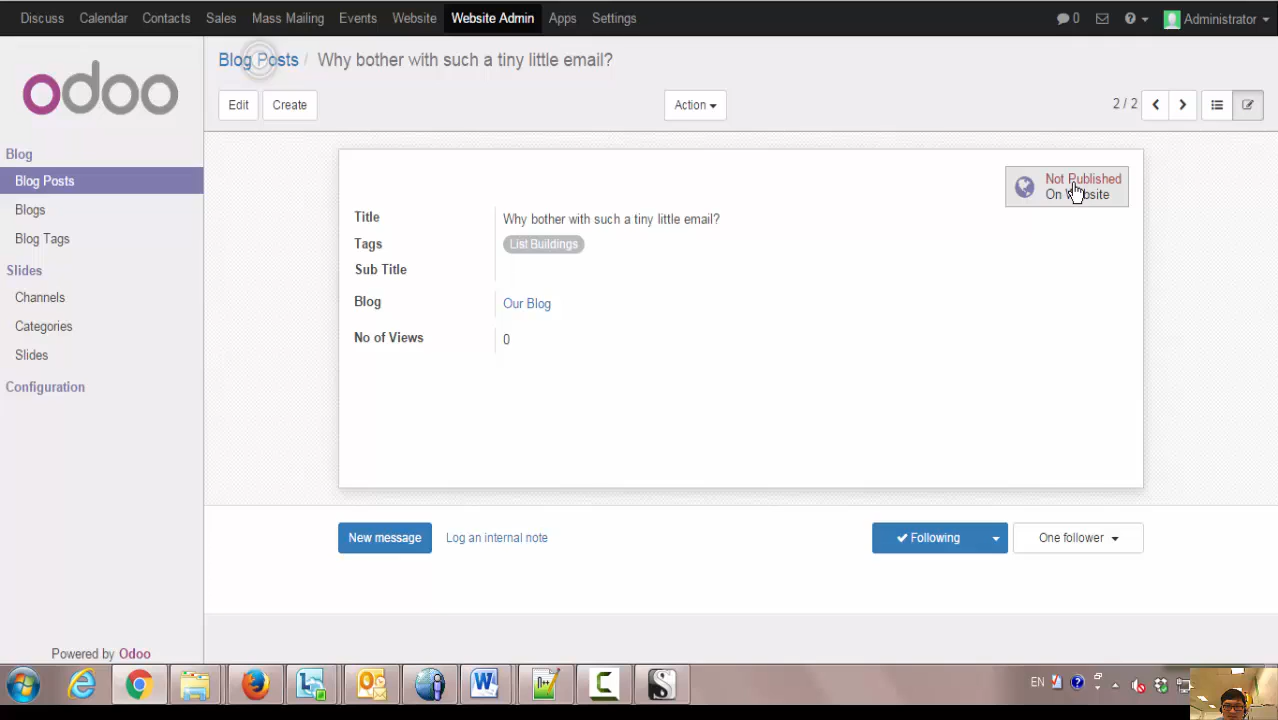 Discuss Calendar Contacts Sales Mass Mailing Events Website Website Admin Apps Settings 0 ? Administrator
odoo
Blog Posts / Why bother with such a tiny little email?
Edit Create Action 2 / 2
Blog
Blog Posts
Blogs
Blog Tags
Slides
Channels
Categories
Slides
Configuration
Not Published
On Website
Title Why bother with such a tiny little email?
Tags List Buildings
Sub Title
Blog Our Blog
No of Views 0
New message Log an internal note Following One follower
Powered by Odoo
EN